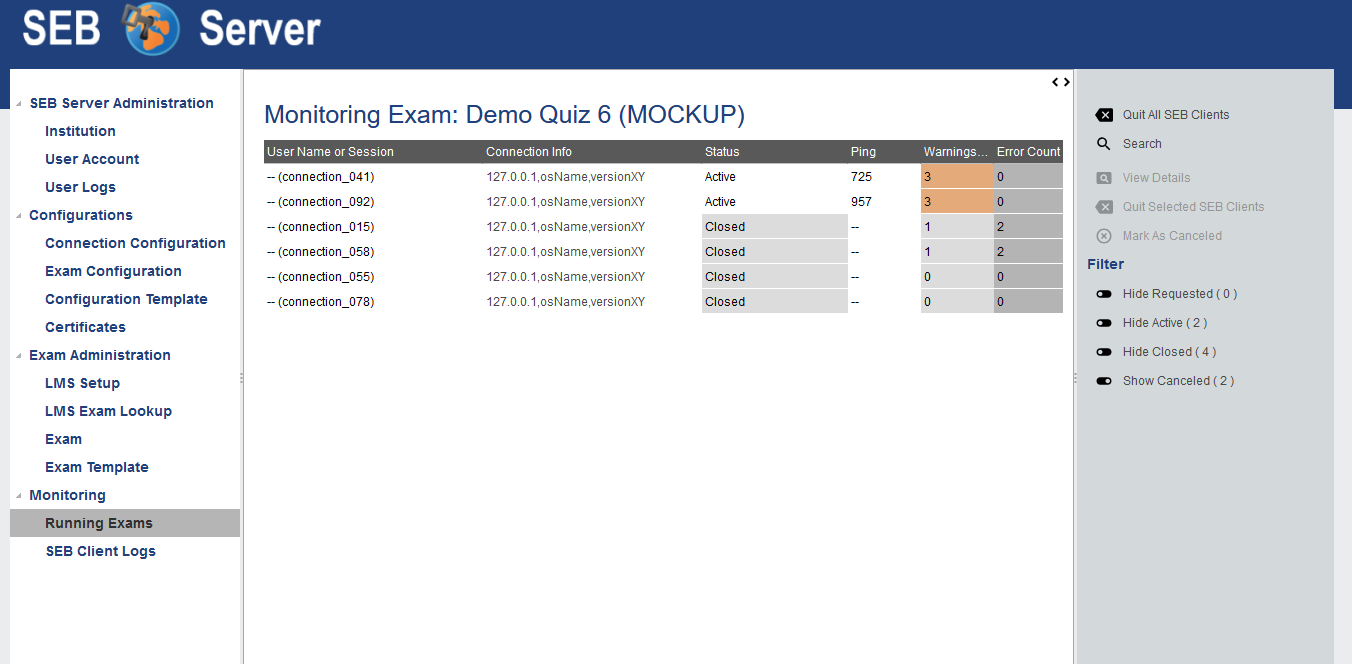 SEB Server
SEB Server Administration
Institution
User Account
User Logs
Configurations
Connection Configuration
Exam Configuration
Configuration Template
Certificates
Exam Administration
LMS Setup
LMS Exam Lookup
Exam
Exam Template
Monitoring
Running Exams
SEB Client Logs
Monitoring Exam: Demo Quiz 6 (MOCKUP)
User Name or Session Connection Info Status Ping Warnings... Error Count
-- (connection_041) 127.0.0.1,osName,versionXY Active 725 3 0
-- (connection_092) 127.0.0.1,osName,versionXY Active 957 3 0
-- (connection_015) 127.0.0.1,osName,versionXY Closed -- 1 2
-- (connection_058) 127.0.0.1,osName,versionXY Closed -- 1 2
-- (connection_055) 127.0.0.1,osName,versionXY Closed -- 0 0
-- (connection_078) 127.0.0.1,osName,versionXY Closed -- 0 0
Quit All SEB Clients
Search
View Details
Quit Selected SEB Clients
Mark As Canceled
Filter
Hide Requested ( 0 )
Hide Active ( 2 )
Hide Closed ( 4 )
Show Canceled ( 2 )